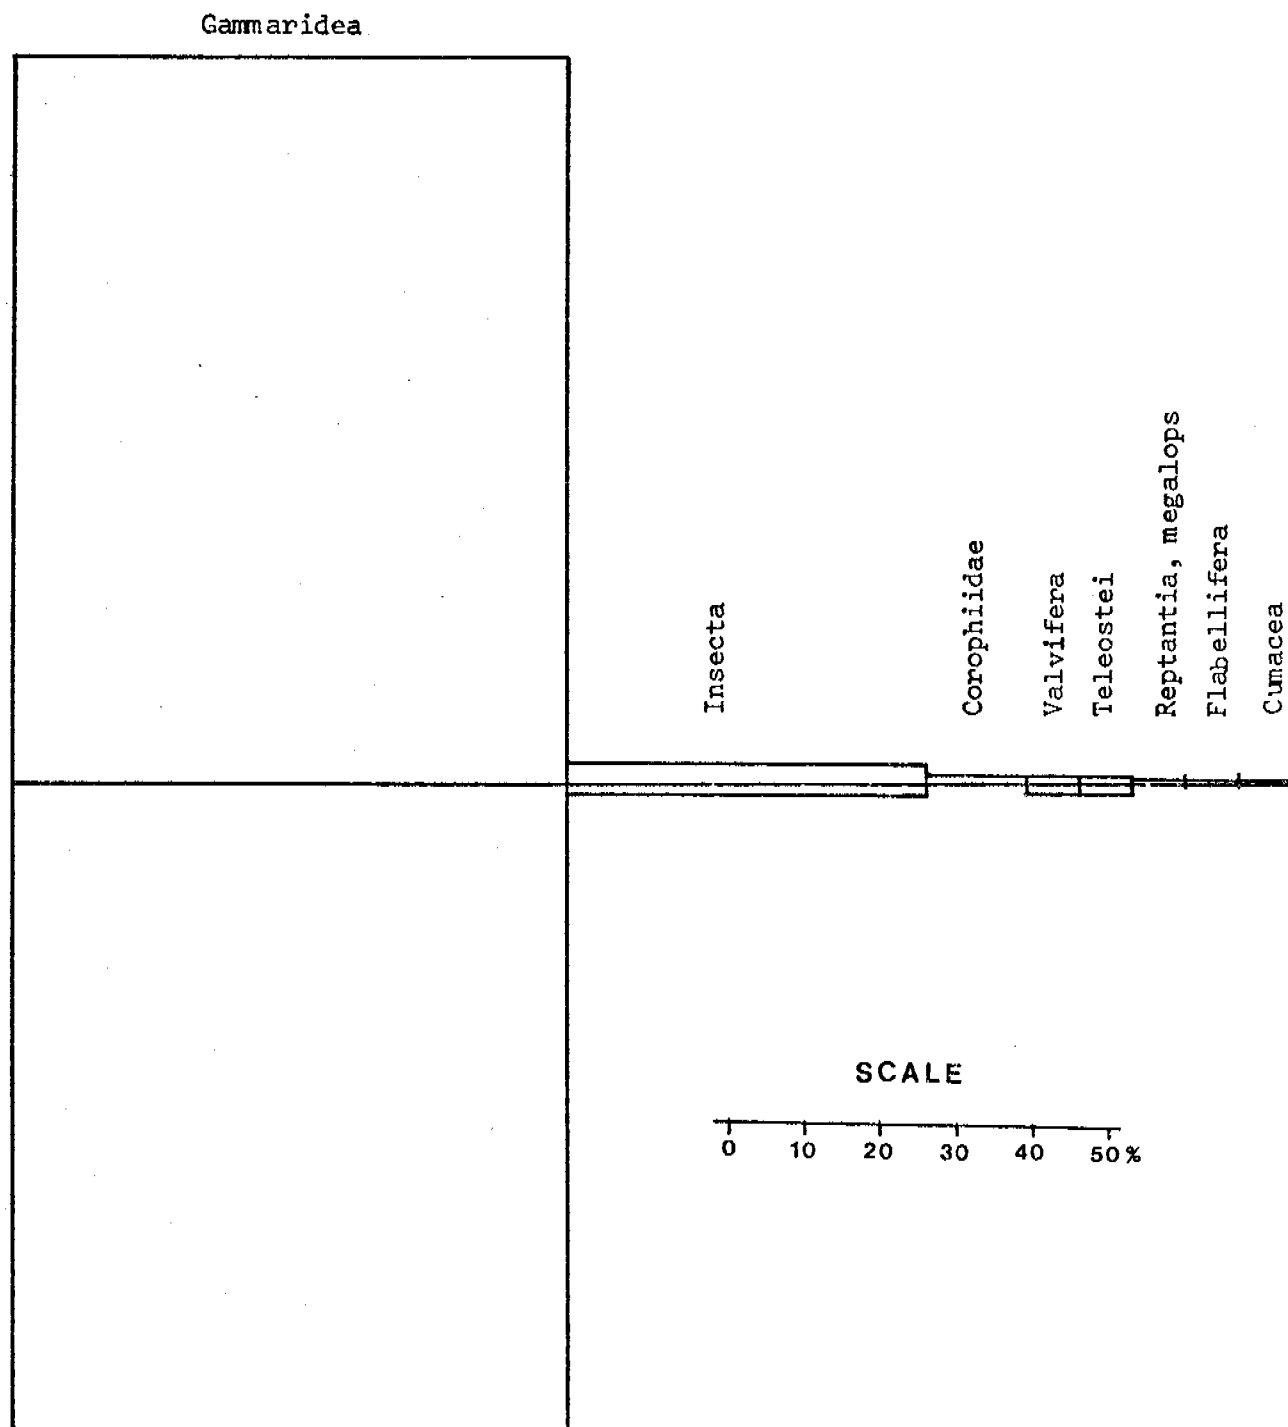 Gammaridea
Insecta
Corophiidae
Valvifera
Teleostei
Reptantia, megalops
Flabellifera
Cumacea
SCALE
0 10 20 30 40 50%